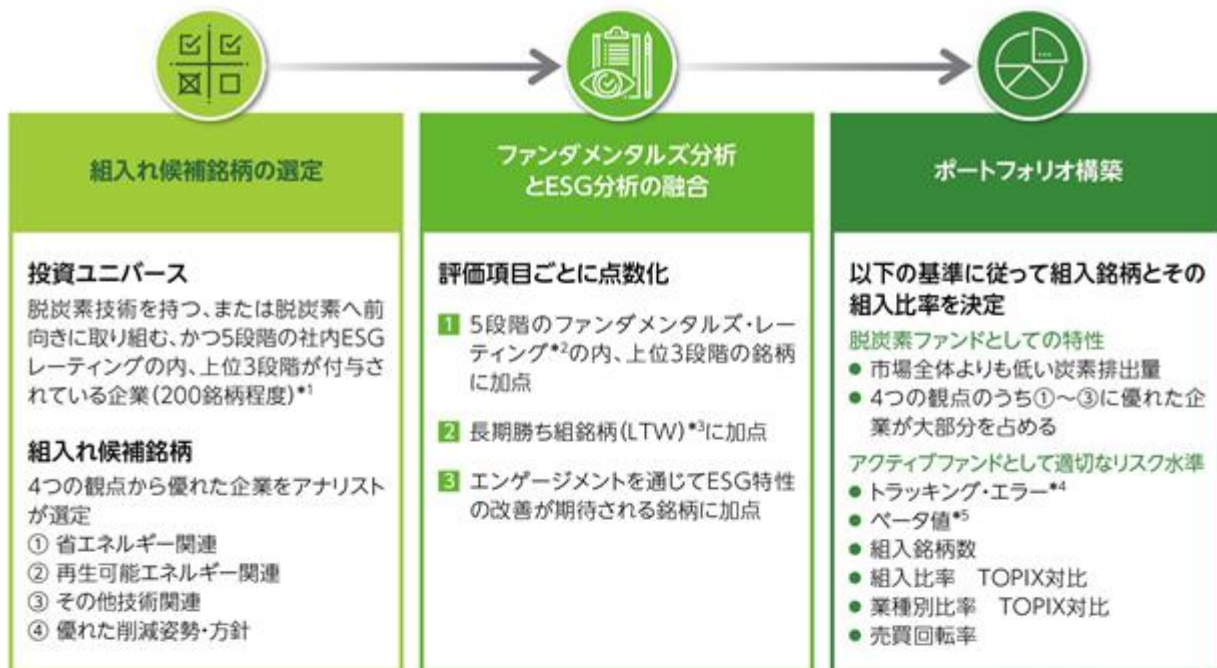 組入れ候補銘柄の選定
投資ユニバース
脱炭素技術を持つ、または脱炭素へ前
向きに取り組む、かつ5段階の社内ESG
レーティングの内、上位3段階が付与さ
れている企業(200銘柄程度)*1
組入れ候補銘柄
4つの観点から優れた企業をアナリスト
が選定
① 省エネルギー関連
② 再生可能エネルギー関連
③ その他技術関連
④ 優れた削減姿勢・方針
ファンダメンタルズ分析
とESG分析の融合
評価項目ごとに点数化
1 5段階のファンダメンタルズ・レー
ティング*2の内、上位3段階の銘柄
に加点
2 長期勝ち組銘柄(LTW)*3に加点
3 エンゲージメントを通じてESG特性
の改善が期待される銘柄に加点
ポートフォリオ構築
以下の基準に従って組入銘柄とその
組入比率を決定
脱炭素ファンドとしての特性
● 市場全体よりも低い炭素排出量
● 4つの観点のうち①~③に優れた企
業が大部分を占める
アクティブファンドとして適切なリスク水準
● トラッキング・エラー*4
● ベータ値*5
● 組入銘柄数
● 組入比率 TOPIX対比
● 業種別比率 TOPIX対比
● 売買回転率